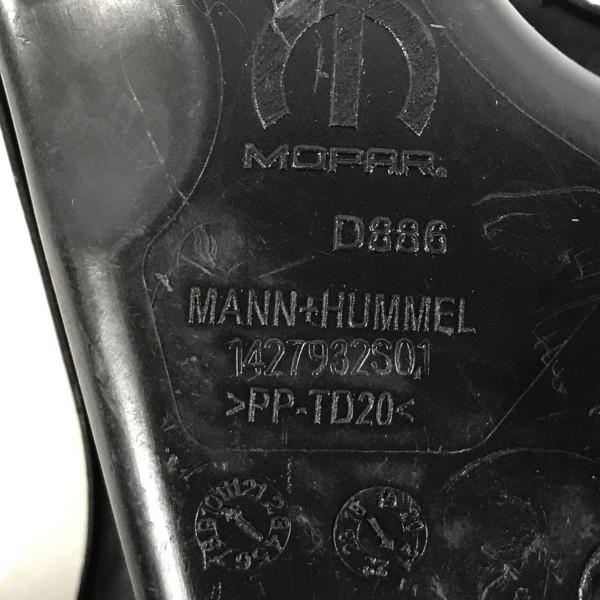 MOPAR®
D886
MANN+HUMMEL
1427932S01
>PP-TD20<